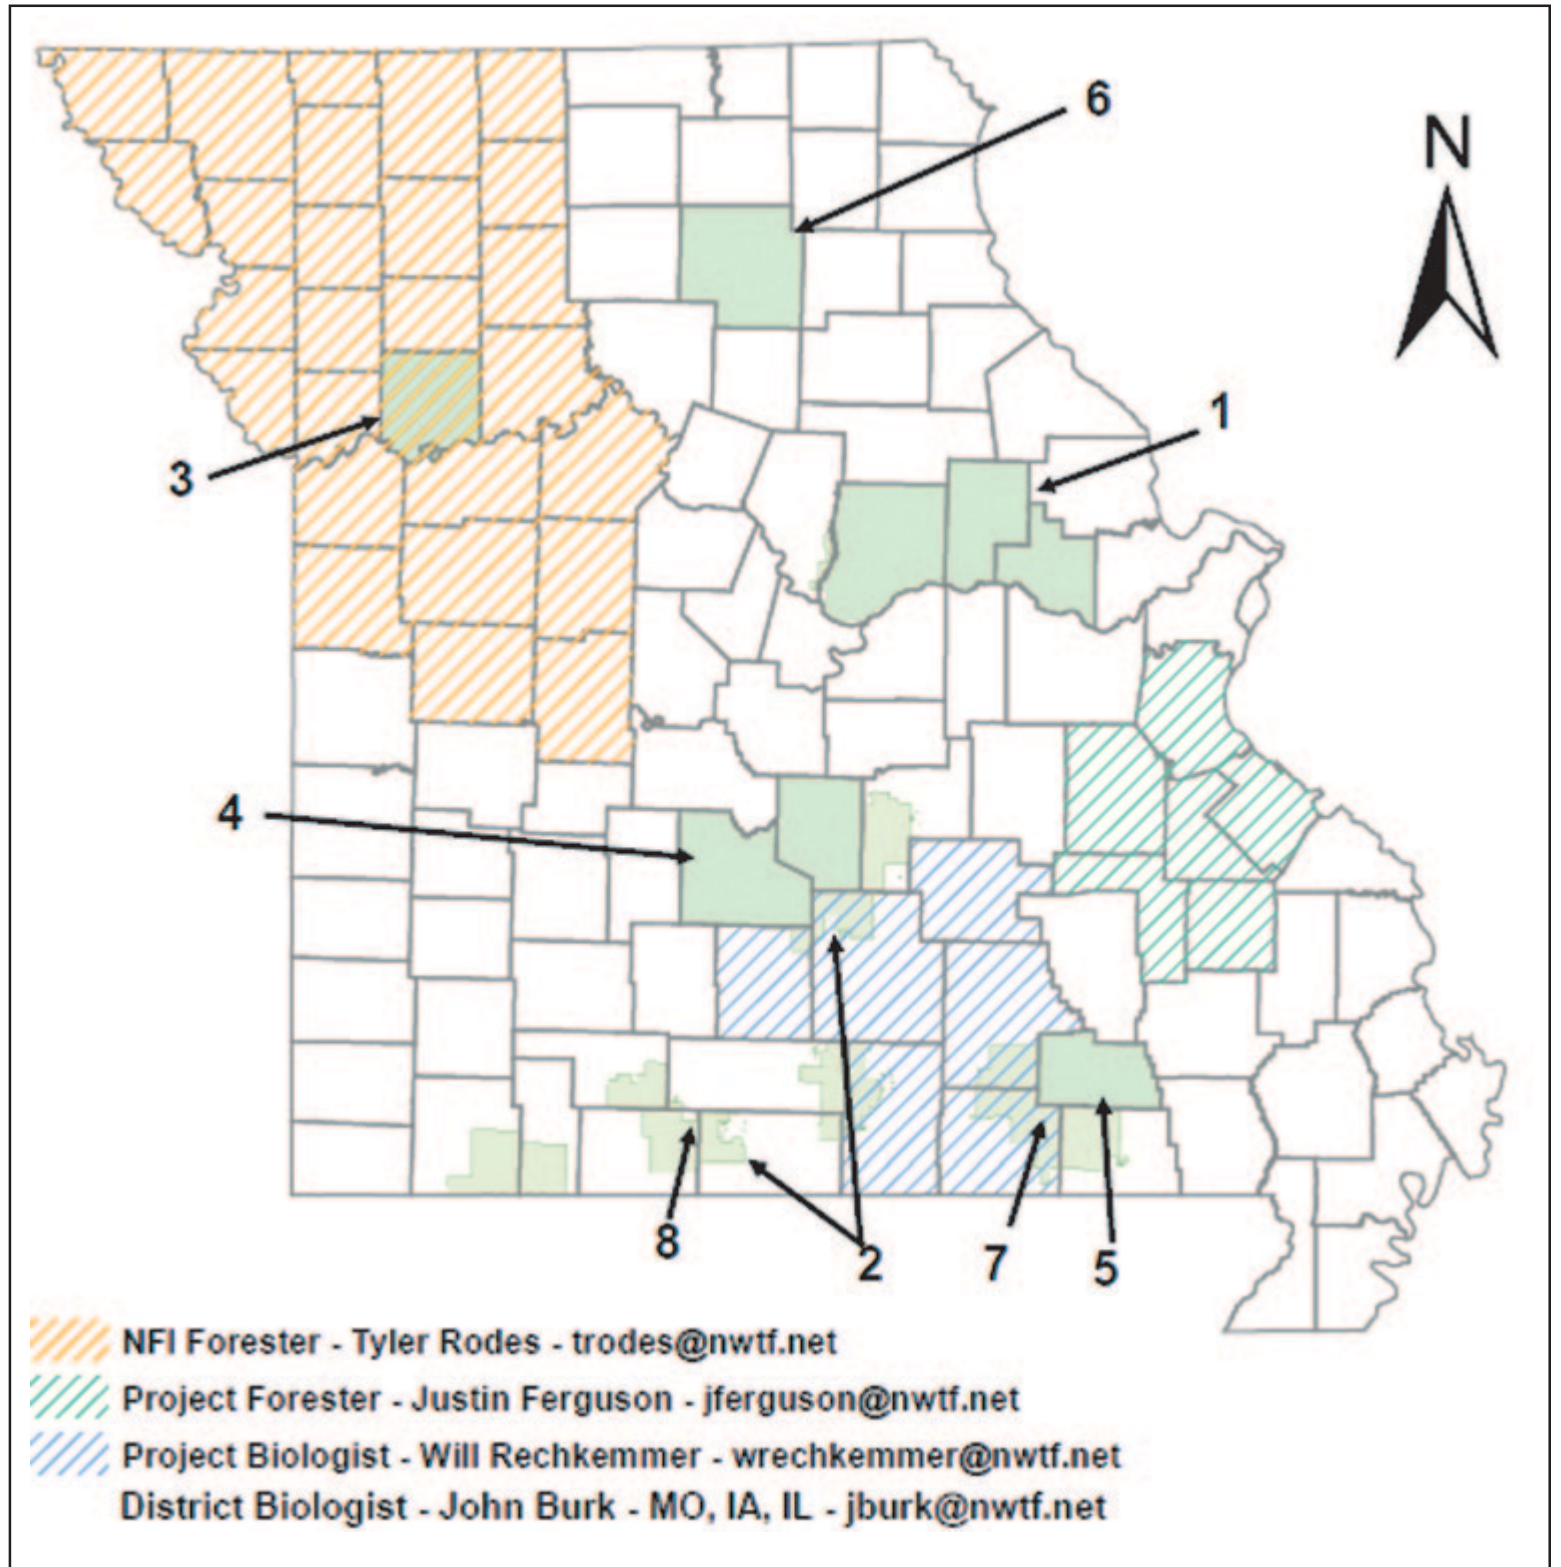 6
N
1
3
4
8
2
7
5
NFI Forester - Tyler Rodes - trodes@nwtf.net
Project Forester - Justin Ferguson - jferguson@nwtf.net
Project Biologist - Will Rechkemmer - wrechkemmer@nwtf.net
District Biologist - John Burk - MO, IA, IL - jburk@nwtf.net